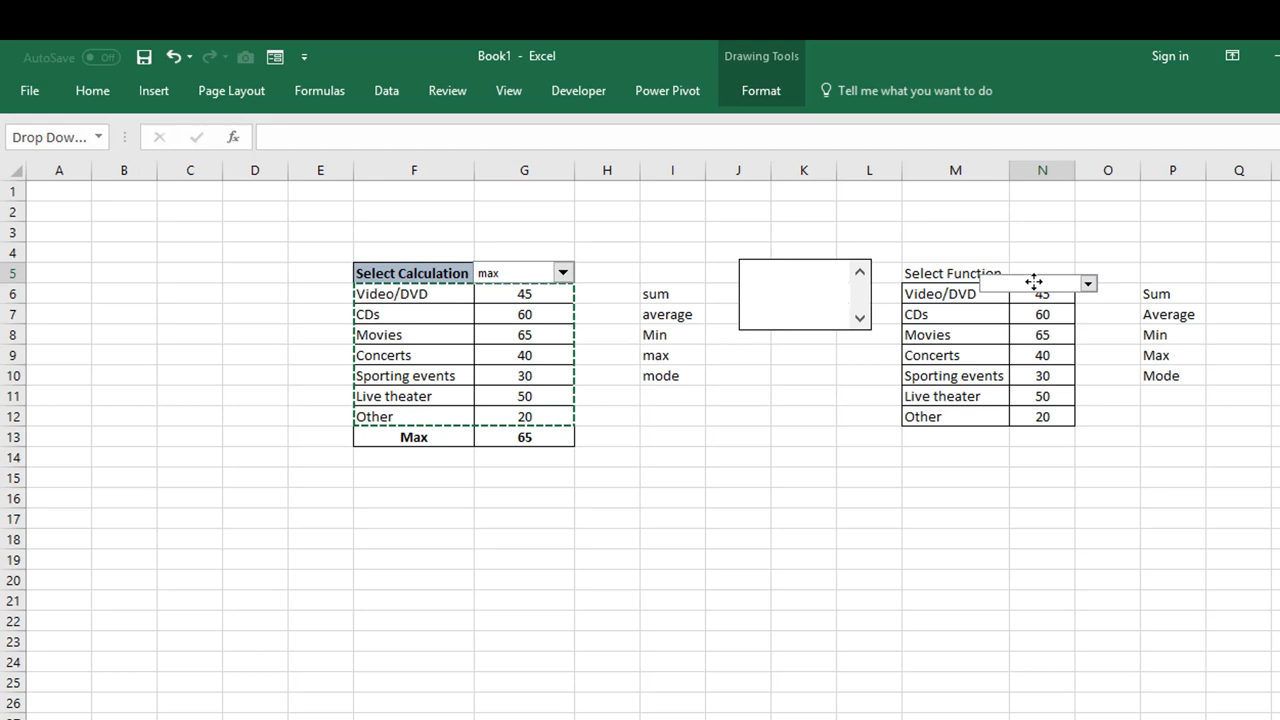 AutoSave Off Book1 - Excel Drawing Tools Sign in
File Home Insert Page Layout Formulas Data Review View Developer Power Pivot Format Tell me what you want to do
Drop Dow... fx
A B C D E F G H I J K L M N O P Q
1
2
3
4
5 Select Calculation max Select Function
6 Video/DVD 45 sum Video/DVD 45 Sum
7 CDs 60 average CDs 60 Average
8 Movies 65 Min Movies 65 Min
9 Concerts 40 max Concerts 40 Max
10 Sporting events 30 mode Sporting events 30 Mode
11 Live theater 50 Live theater 50
12 Other 20 Other 20
13 Max 65
14
15
16
17
18
19
20
21
22
23
24
25
26